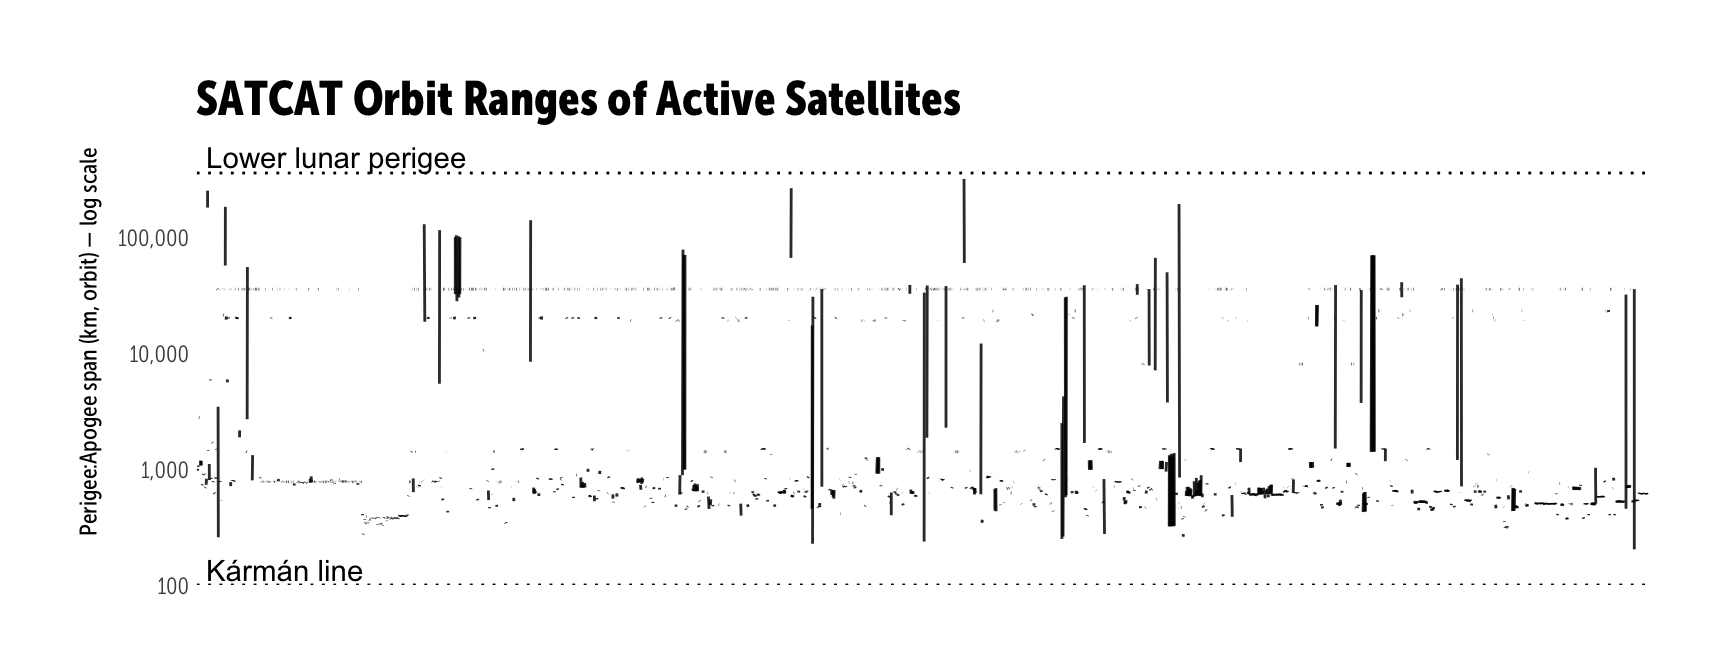 SATCAT Orbit Ranges of Active Satellites
Perigee:Apogee span (km, orbit) — log scale
Lower lunar perigee
100,000
10,000
1,000
Kármán line
100